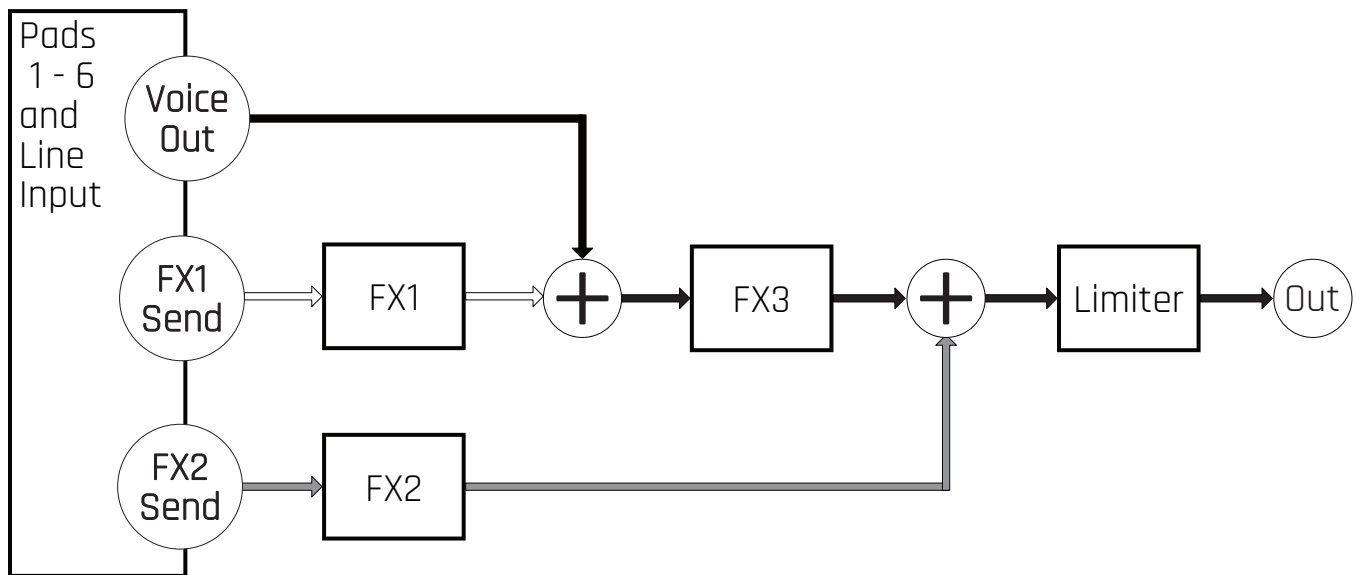 Pads
1 - 6
and
Line
Input
Voice
Out
FX1
Send
FX1
+
FX3
+
Limiter
Out
FX2
Send
FX2